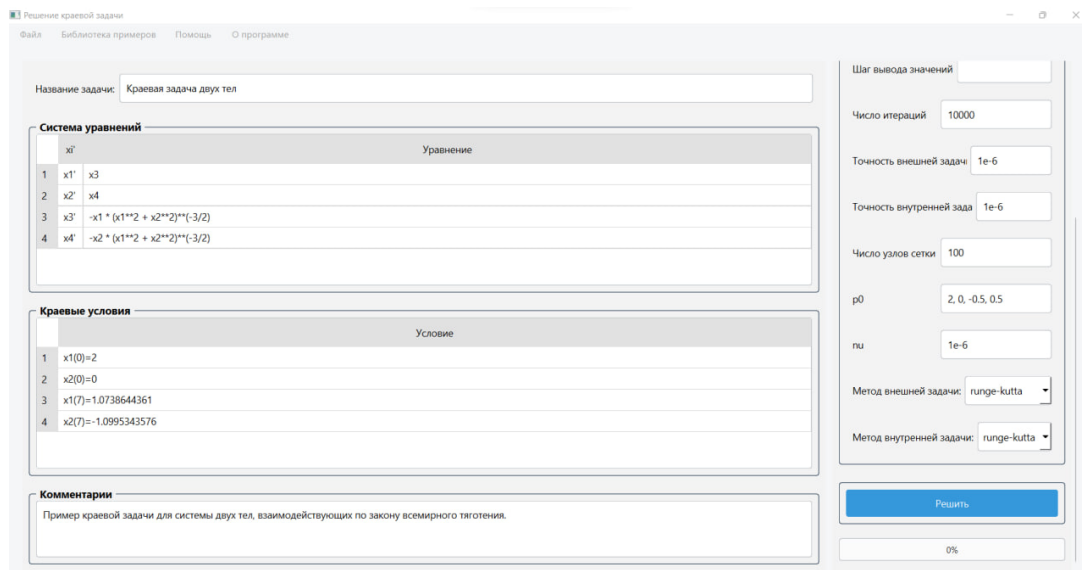 Решение краевой задачи
Файл Библиотека примеров Помощь О программе
Название задачи: Краевая задача двух тел
Система уравнений
xi' Уравнение
1 x1' x3
2 x2' x4
3 x3' -x1 * (x1**2 + x2**2)**(-3/2)
4 x4' -x2 * (x1**2 + x2**2)**(-3/2)
Краевые условия
Условие
1 x1(0)=2
2 x2(0)=0
3 x1(7)=1.0738644361
4 x2(7)=-1.0995343576
Комментарии
Пример краевой задачи для системы двух тел, взаимодействующих по закону всемирного тяготения.
Шаг вывода значений
Число итераций 10000
Точность внешней задачи 1e-6
Точность внутренней зада 1e-6
Число узлов сетки 100
p0 2, 0, -0.5, 0.5
nu 1e-6
Метод внешней задачи: runge-kutta
Метод внутренней задачи: runge-kutta
Решить
0%